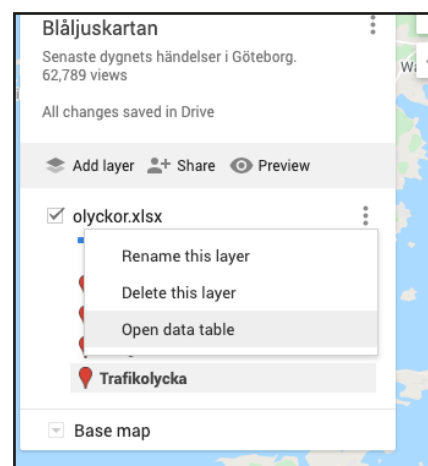 Blåljuskartan
Senaste dygnets händelser i Göteborg.
62,789 views
All changes saved in Drive
Add layer Share Preview
olyckor.xlsx
Rename this layer
Delete this layer
Open data table
Trafikolycka
Base map